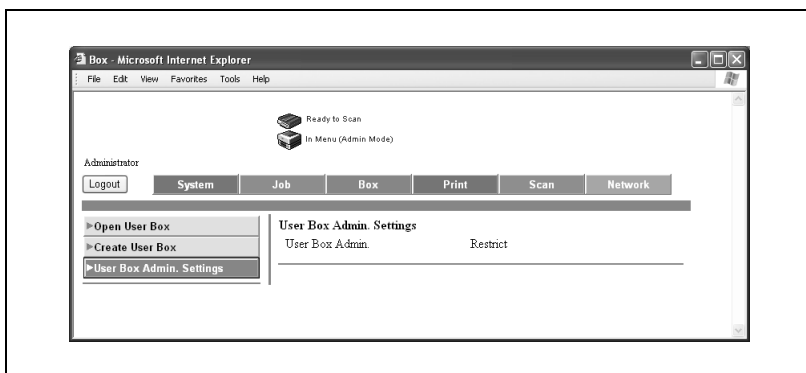 Box - Microsoft Internet Explorer
File Edit View Favorites Tools Help
Ready to Scan
In Menu (Admin Mode)
Administrator
Logout System Job Box Print Scan Network
Open User Box
Create User Box
User Box Admin. Settings
User Box Admin. Settings
User Box Admin. Restrict